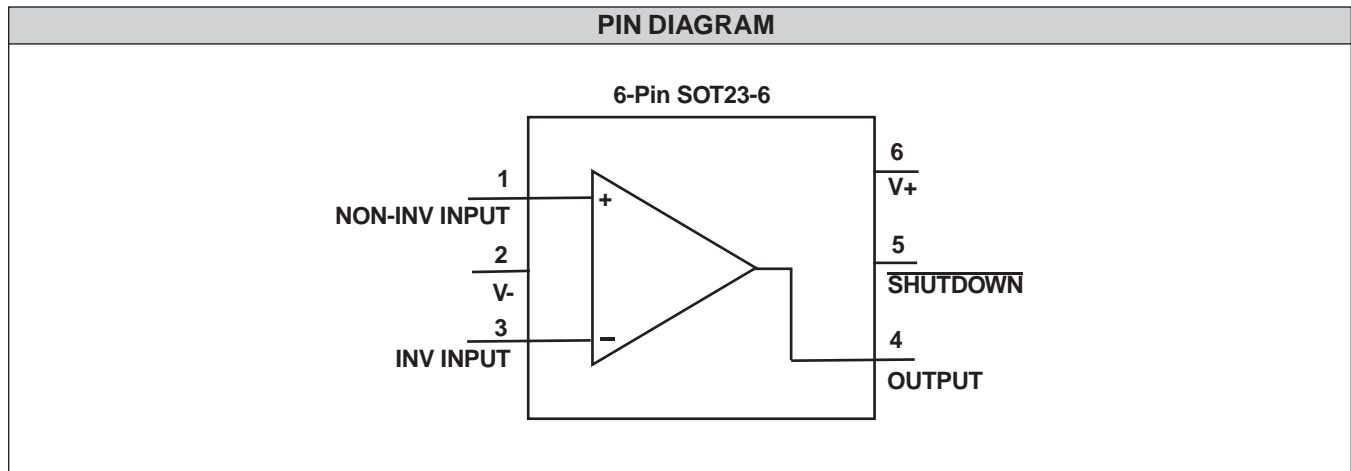 PIN DIAGRAM
6-Pin SOT23-6
1
NON-INV INPUT
2
V-
3
INV INPUT
+
−
6
V+
5
SHUTDOWN
4
OUTPUT